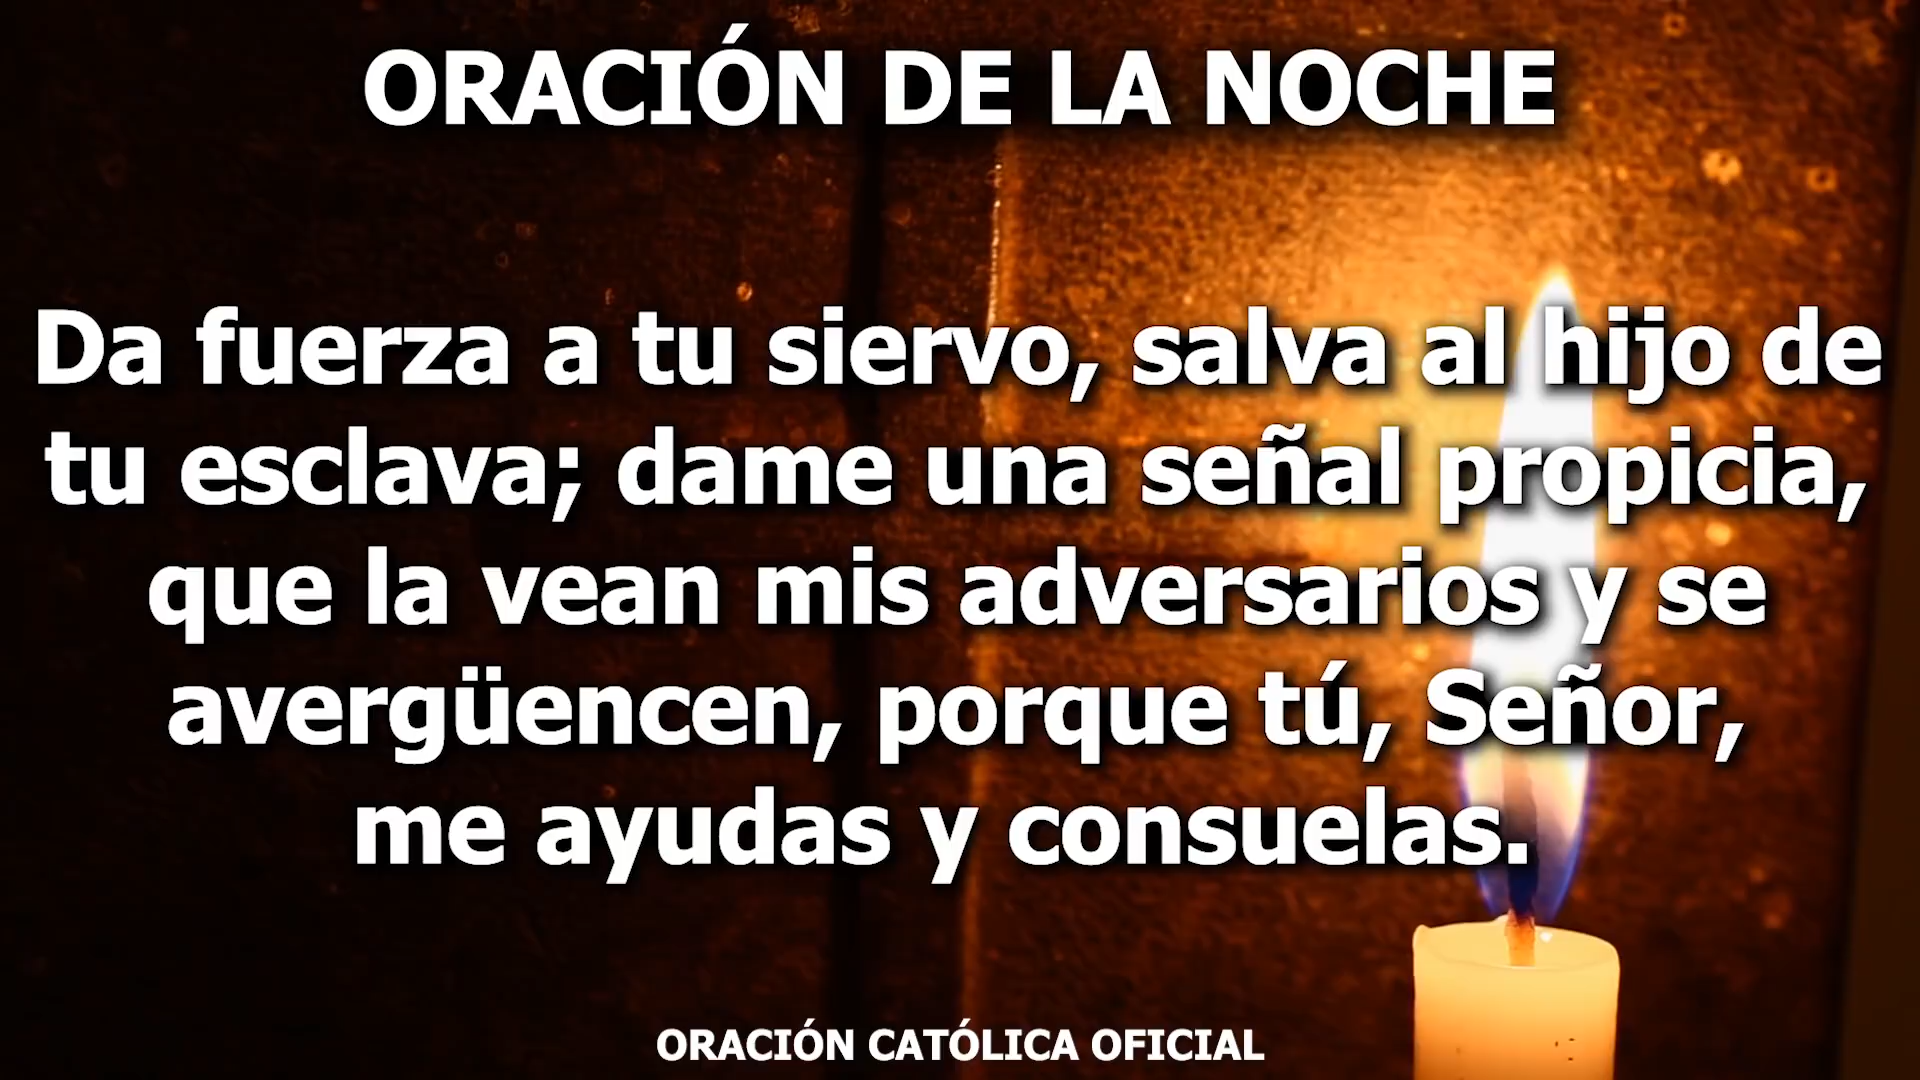 ORACIÓN DE LA NOCHE
Da fuerza a tu siervo, salva al hijo de
tu esclava; dame una señal propicia,
que la vean mis adversarios y se
avergüencen, porque tú, Señor,
me ayudas y consuelas.
ORACIÓN CATÓLICA OFICIAL